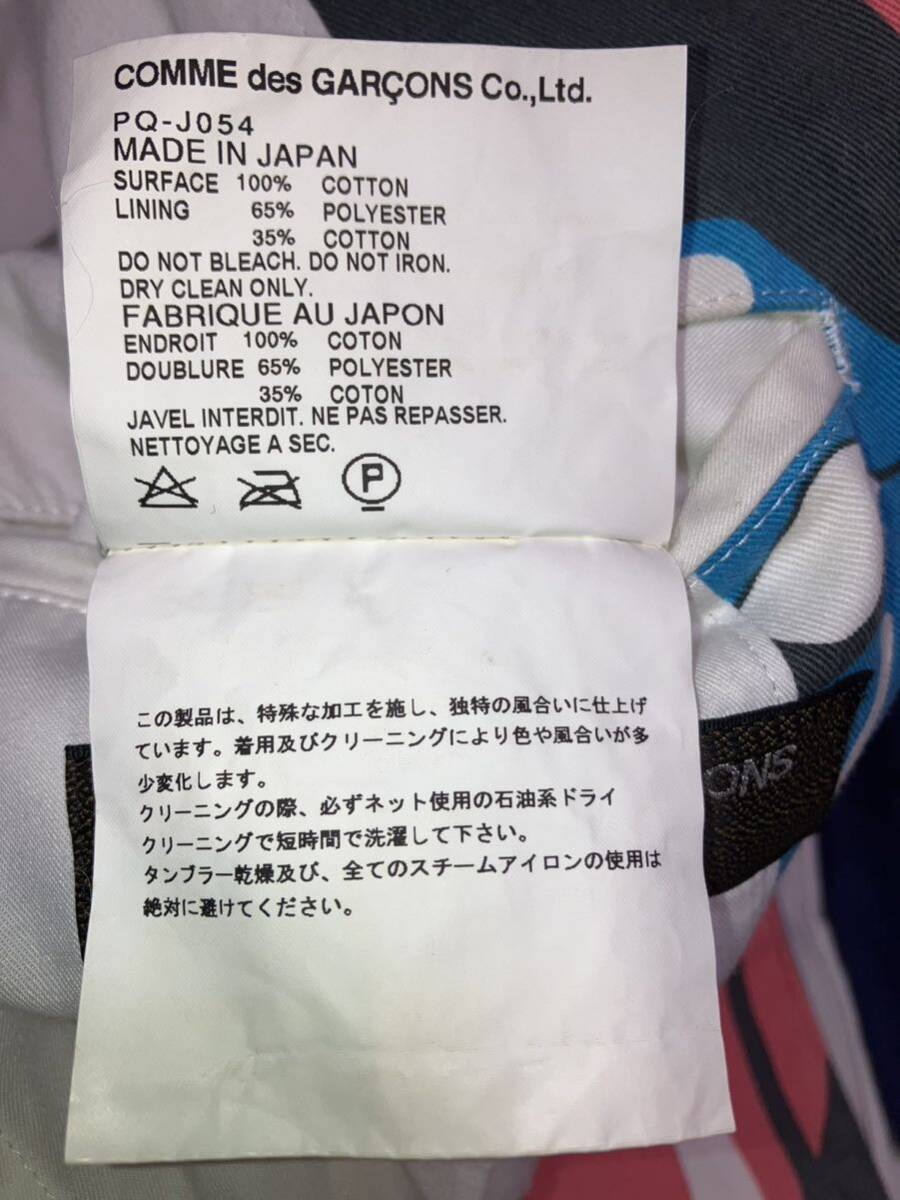 COMME des GARÇONS Co.,Ltd.
PQ-J054
MADE IN JAPAN
SURFACE 100% COTTON
LINING 65% POLYESTER
35% COTTON
DO NOT BLEACH. DO NOT IRON.
DRY CLEAN ONLY.
FABRIQUE AU JAPON
ENDROIT 100% COTON
DOUBLURE 65% POLYESTER
35% COTON
JAVEL INTERDIT. NE PAS REPASSER.
NETTOYAGE A SEC.
P
この製品は、特殊な加工を施し、独特の風合いに仕上げ
ています。着用及びクリーニングにより色や風合いが多
少変化します。
クリーニングの際、必ずネット使用の石油系ドライ
クリーニングで短時間で洗濯して下さい。
タンブラー乾燥及び、全てのスチームアイロンの使用は
絶対に避けてください。
ONS